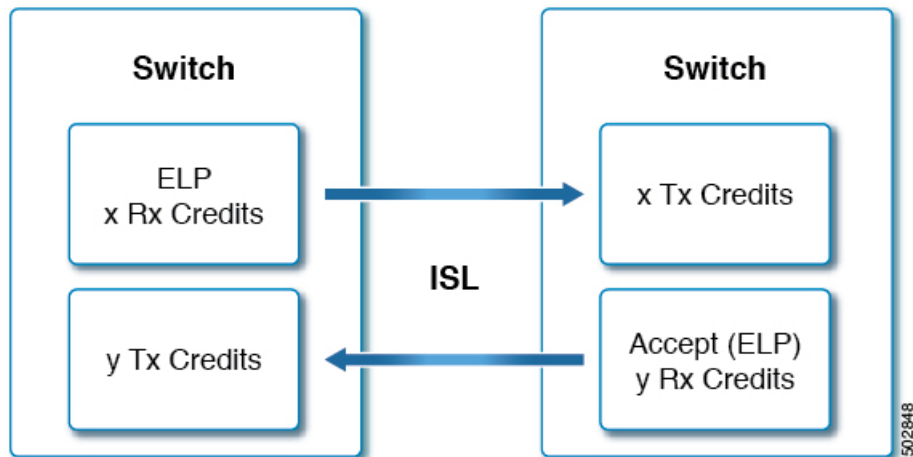 Switch
ELP
x Rx Credits
y Tx Credits
ISL
Switch
x Tx Credits
Accept (ELP)
y Rx Credits
502848